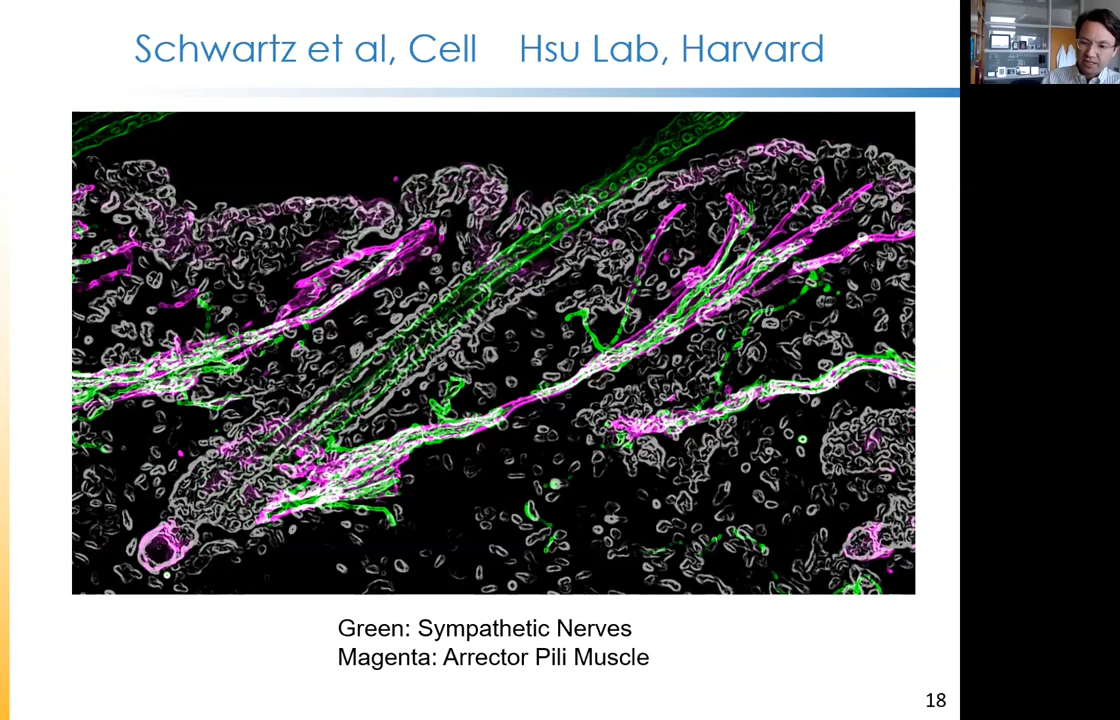 Schwartz et al, Cell    Hsu Lab, Harvard
Green: Sympathetic Nerves
Magenta: Arrector Pili Muscle
18